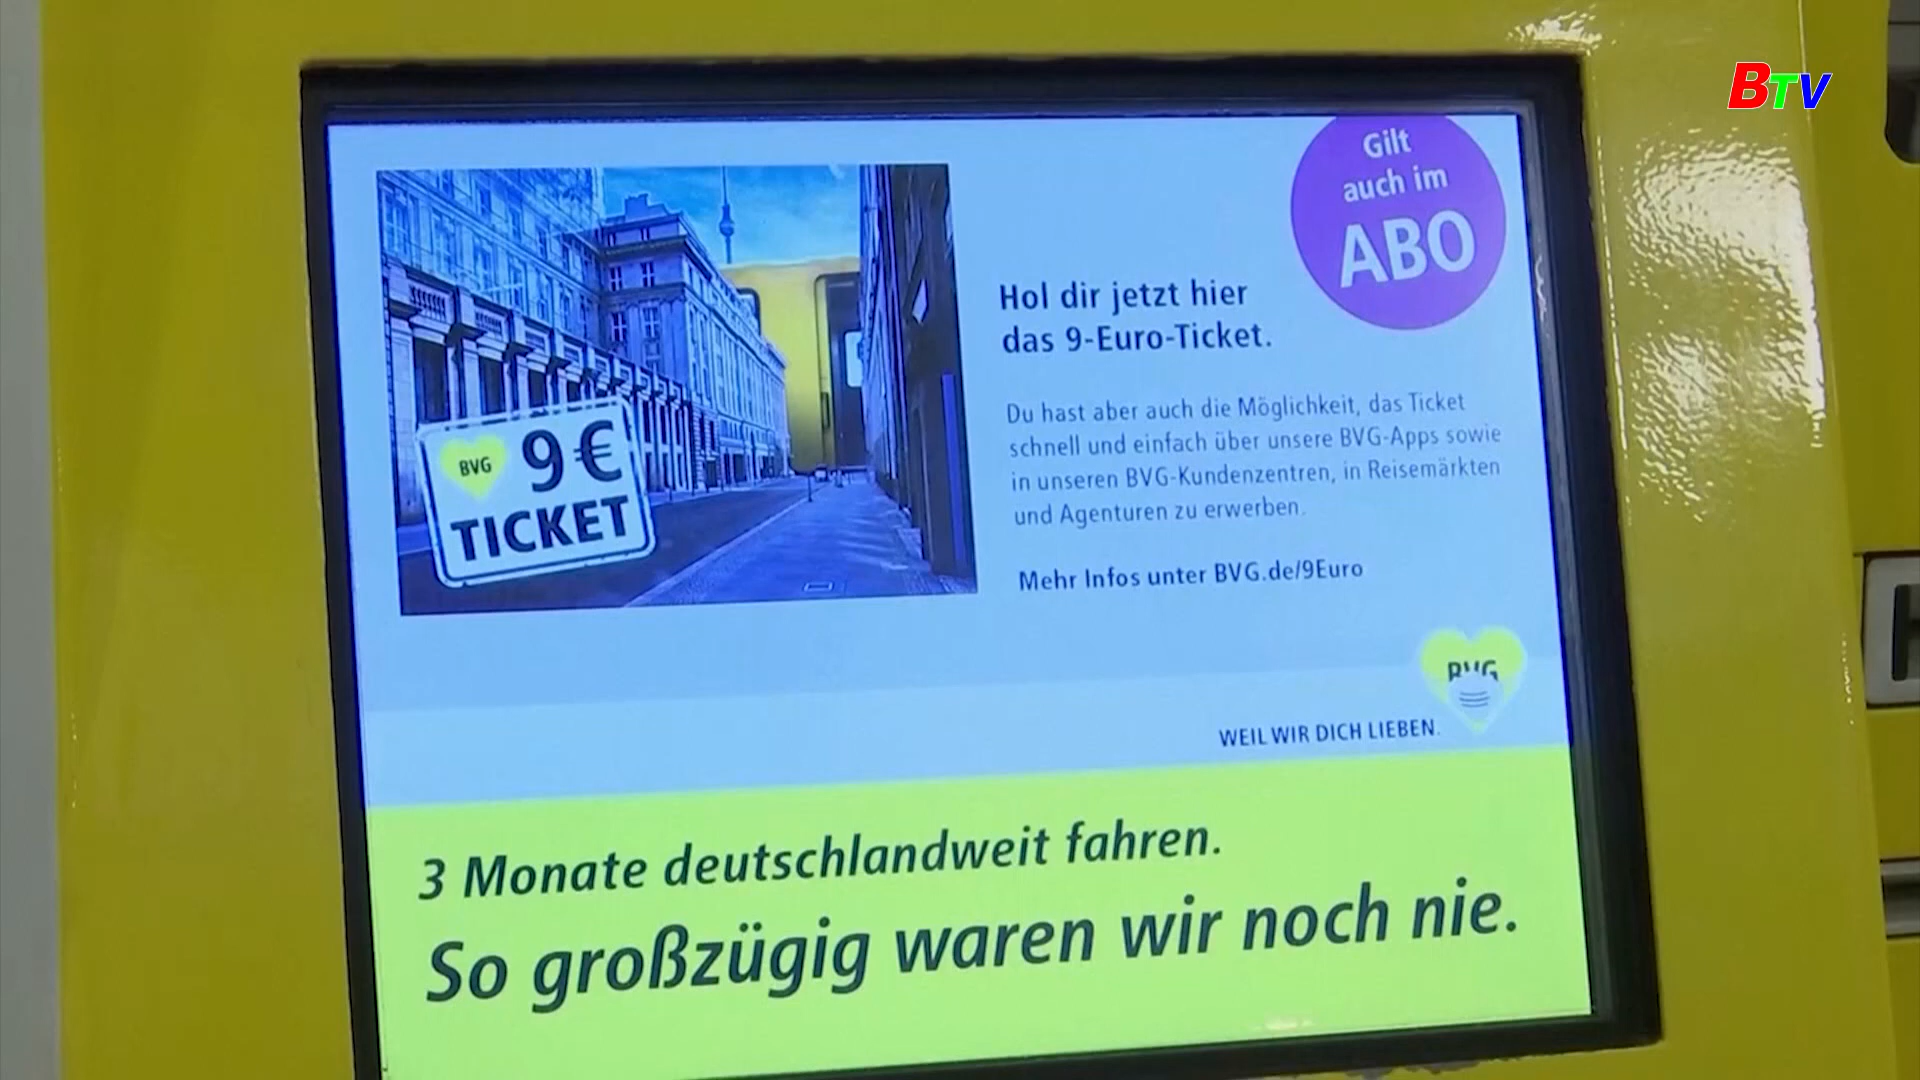 BTV
Gilt
auch im
ABO
Hol dir jetzt hier
das 9-Euro-Ticket.
Du hast aber auch die Möglichkeit, das Ticket
schnell und einfach über unsere BVG-Apps sowie
in unseren BVG-Kundenzentren, in Reisemärkten
und Agenturen zu erwerben.
Mehr Infos unter BVG.de/9Euro
BVG 9€
TICKET
BVG
WEIL WIR DICH LIEBEN.
3 Monate deutschlandweit fahren.
So großzügig waren wir noch nie.